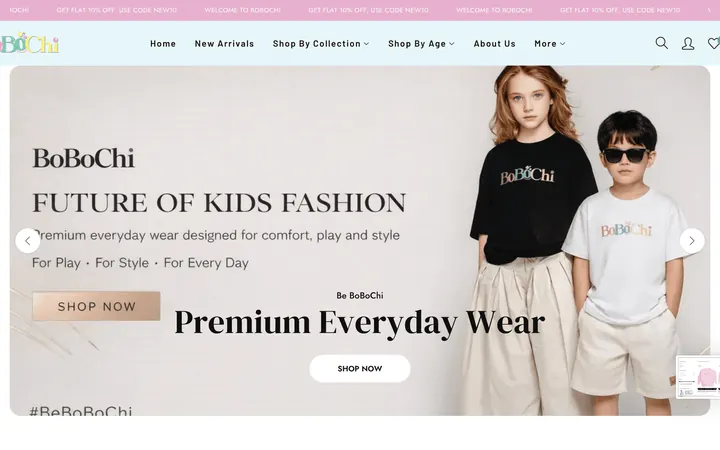 BOCHI GET FLAT 10% OFF, USE CODE NEW10 WELCOME TO BOBOCHI GET FLAT 10% OFF, USE CODE NEW10 WELCOME TO BOBOCHI GET FLAT 10% OFF, USE CODE NEW10
BoBoChi
Home New Arrivals Shop By Collection Shop By Age About Us More
BoBoChi
FUTURE OF KIDS FASHION
Premium everyday wear designed for comfort, play and style
For Play • For Style • For Every Day
SHOP NOW
BoBoChi
BoBoChi
Be BoBoChi
Premium Everyday Wear
SHOP NOW
#BeBoBoChi